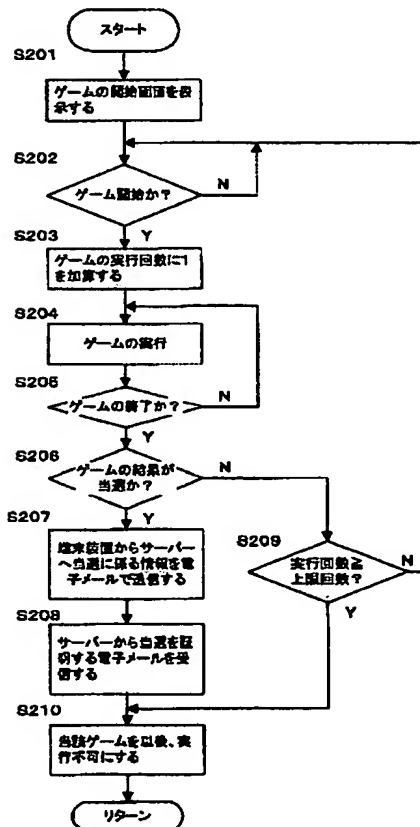 スタート
S201
ゲームの開始画面を表
示する
S202
ゲーム開始か?
N
Y
S203
ゲームの実行回数に1
を加算する
S204
ゲームの実行
S205
ゲームの終了か?
N
Y
S206
ゲームの結果が
当選か?
N
Y
S207
端末装置からサーバー
へ当選に係る情報を電
子メールで送信する
S209
実行回数≧
上限回数?
N
Y
S208
サーバーから当選を証
明する電子メールを受
信する
S210
当該ゲームを以後、実
行不可にする
リターン